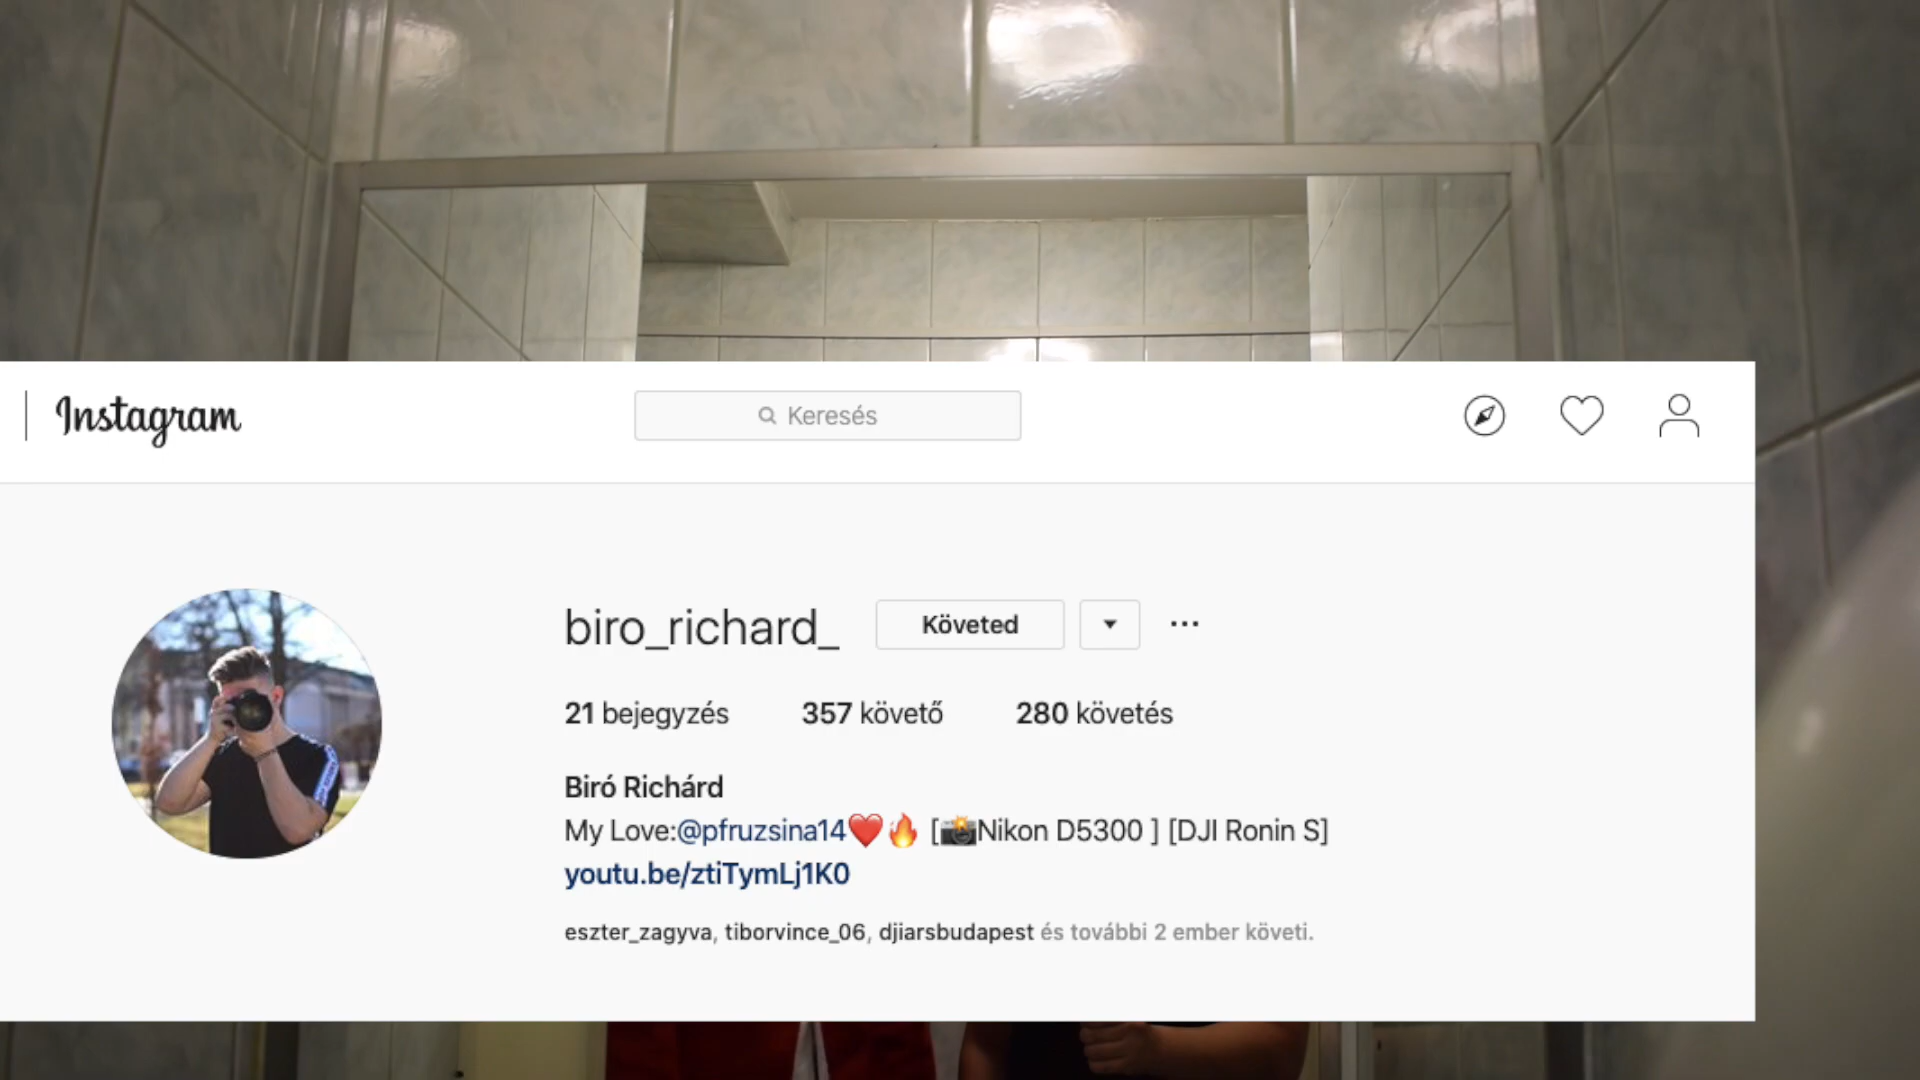 Instagram
Keresés
biro_richard_ Követed ...
21 bejegyzés 357 követő 280 követés
Biró Richárd
My Love:@pfruzsina14❤️🔥 [📸Nikon D5300 ] [DJI Ronin S]
youtu.be/ztiTymLj1K0
eszter_zagyva, tiborvince_06, djiarsbudapest és további 2 ember követi.